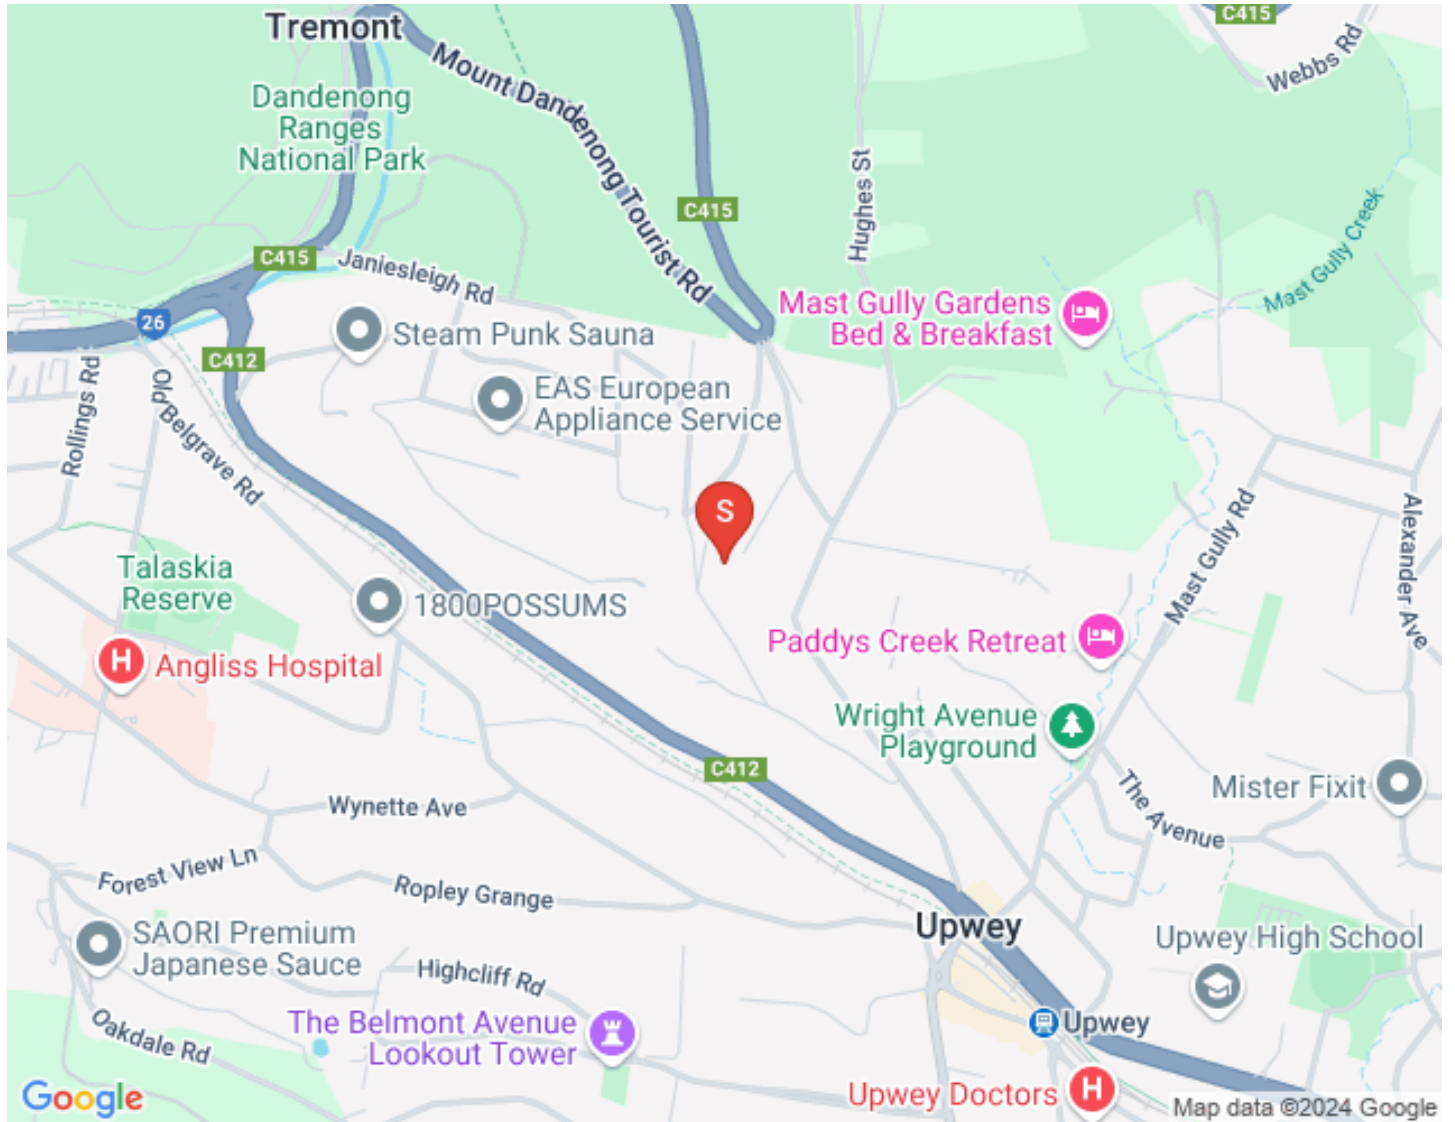 C415
Tremont
Mount Dandenong Tourist Rd
Webbs Rd
Dandenong
Ranges
National Park
C415
Hughes St
Mast Gully Creek
C415
Janiesleigh Rd
26
Steam Punk Sauna
Mast Gully Gardens
Bed & Breakfast
C412
Rollings Rd
Old Belgrave Rd
EAS European
Appliance Service
S
Mast Gully Rd
Alexander Ave
Talaskia
Reserve
1800POSSUMS
H
Angliss Hospital
Paddys Creek Retreat
Wright Avenue
Playground
C412
Mister Fixit
Wynette Ave
The Avenue
Forest View Ln
Ropley Grange
Upwey
SAORI Premium
Japanese Sauce
Upwey High School
Highcliff Rd
Oakdale Rd
The Belmont Avenue
Lookout Tower
Upwey
Upwey Doctors
H
Google
Map data ©2024 Google